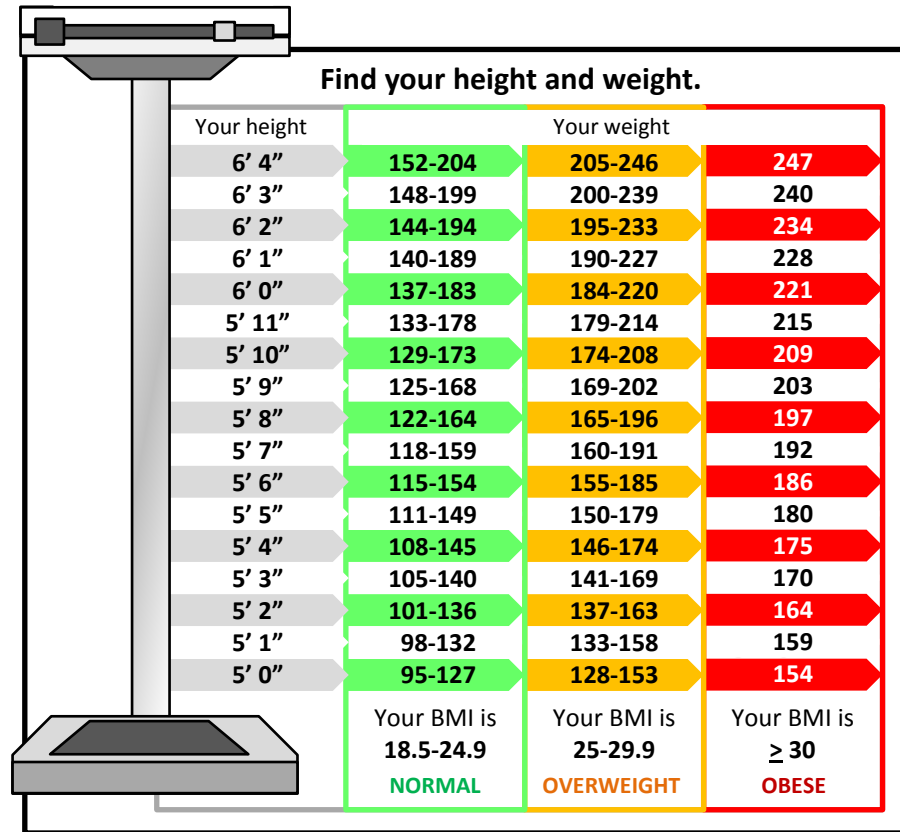 Find your height and weight.
Your height Your weight
6’ 4” 152-204 205-246 247
6’ 3” 148-199 200-239 240
6’ 2” 144-194 195-233 234
6’ 1” 140-189 190-227 228
6’ 0” 137-183 184-220 221
5’ 11” 133-178 179-214 215
5’ 10” 129-173 174-208 209
5’ 9” 125-168 169-202 203
5’ 8” 122-164 165-196 197
5’ 7” 118-159 160-191 192
5’ 6” 115-154 155-185 186
5’ 5” 111-149 150-179 180
5’ 4” 108-145 146-174 175
5’ 3” 105-140 141-169 170
5’ 2” 101-136 137-163 164
5’ 1” 98-132 133-158 159
5’ 0” 95-127 128-153 154
Your BMI is Your BMI is Your BMI is
18.5-24.9 25-29.9 ≥ 30
NORMAL OVERWEIGHT OBESE